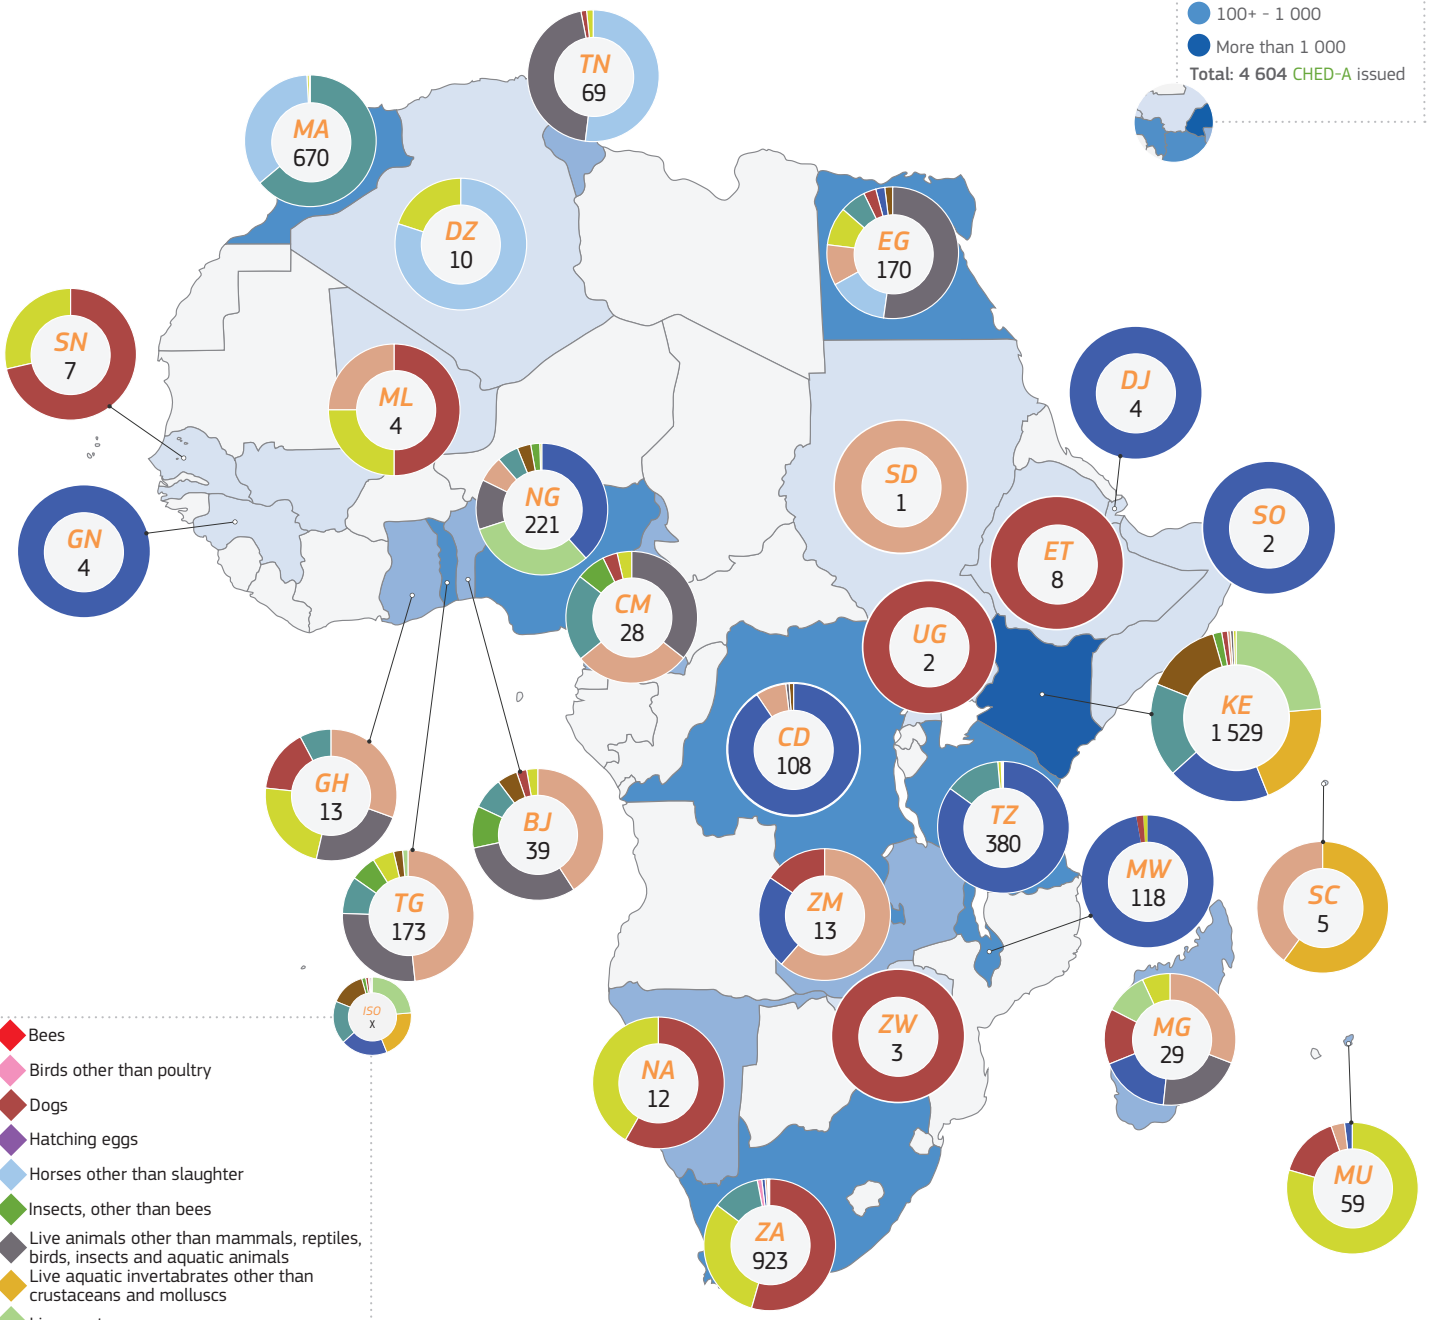 100+ - 1 000
More than 1 000
Total: 4 604 CHED-A issued
TN
69
MA
670
DZ
10
EG
170
SN
7
ML
4
DJ
4
SD
1
NG
221
SO
2
GN
4
ET
8
CM
28
UG
2
KE
1 529
CD
108
GH
13
BJ
39
TZ
380
MW
118
SC
5
ZM
13
TG
173
ISO
x
ZW
3
MG
29
NA
12
MU
59
ZA
923
Bees
Birds other than poultry
Dogs
Hatching eggs
Horses other than slaughter
Insects, other than bees
Live animals other than mammals, reptiles,
birds, insects and aquatic animals
Live aquatic invertabrates other than
crustaceans and molluscs